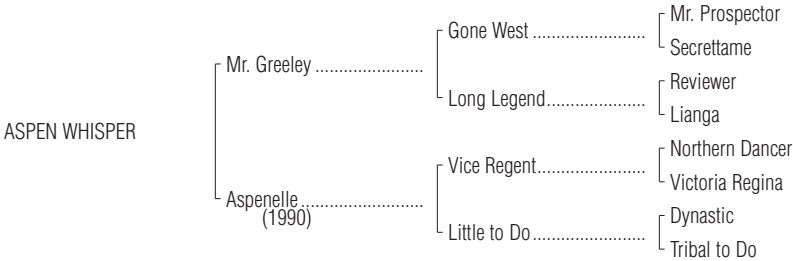 ASPEN WHISPER
Mr. Greeley .......................
Aspenelle ..........................
(1990)
Gone West ........................
Long Legend.....................
Vice Regent.......................
Little to Do ........................
Mr. Prospector
Secrettame
Reviewer
Lianga
Northern Dancer
Victoria Regina
Dynastic
Tribal to Do